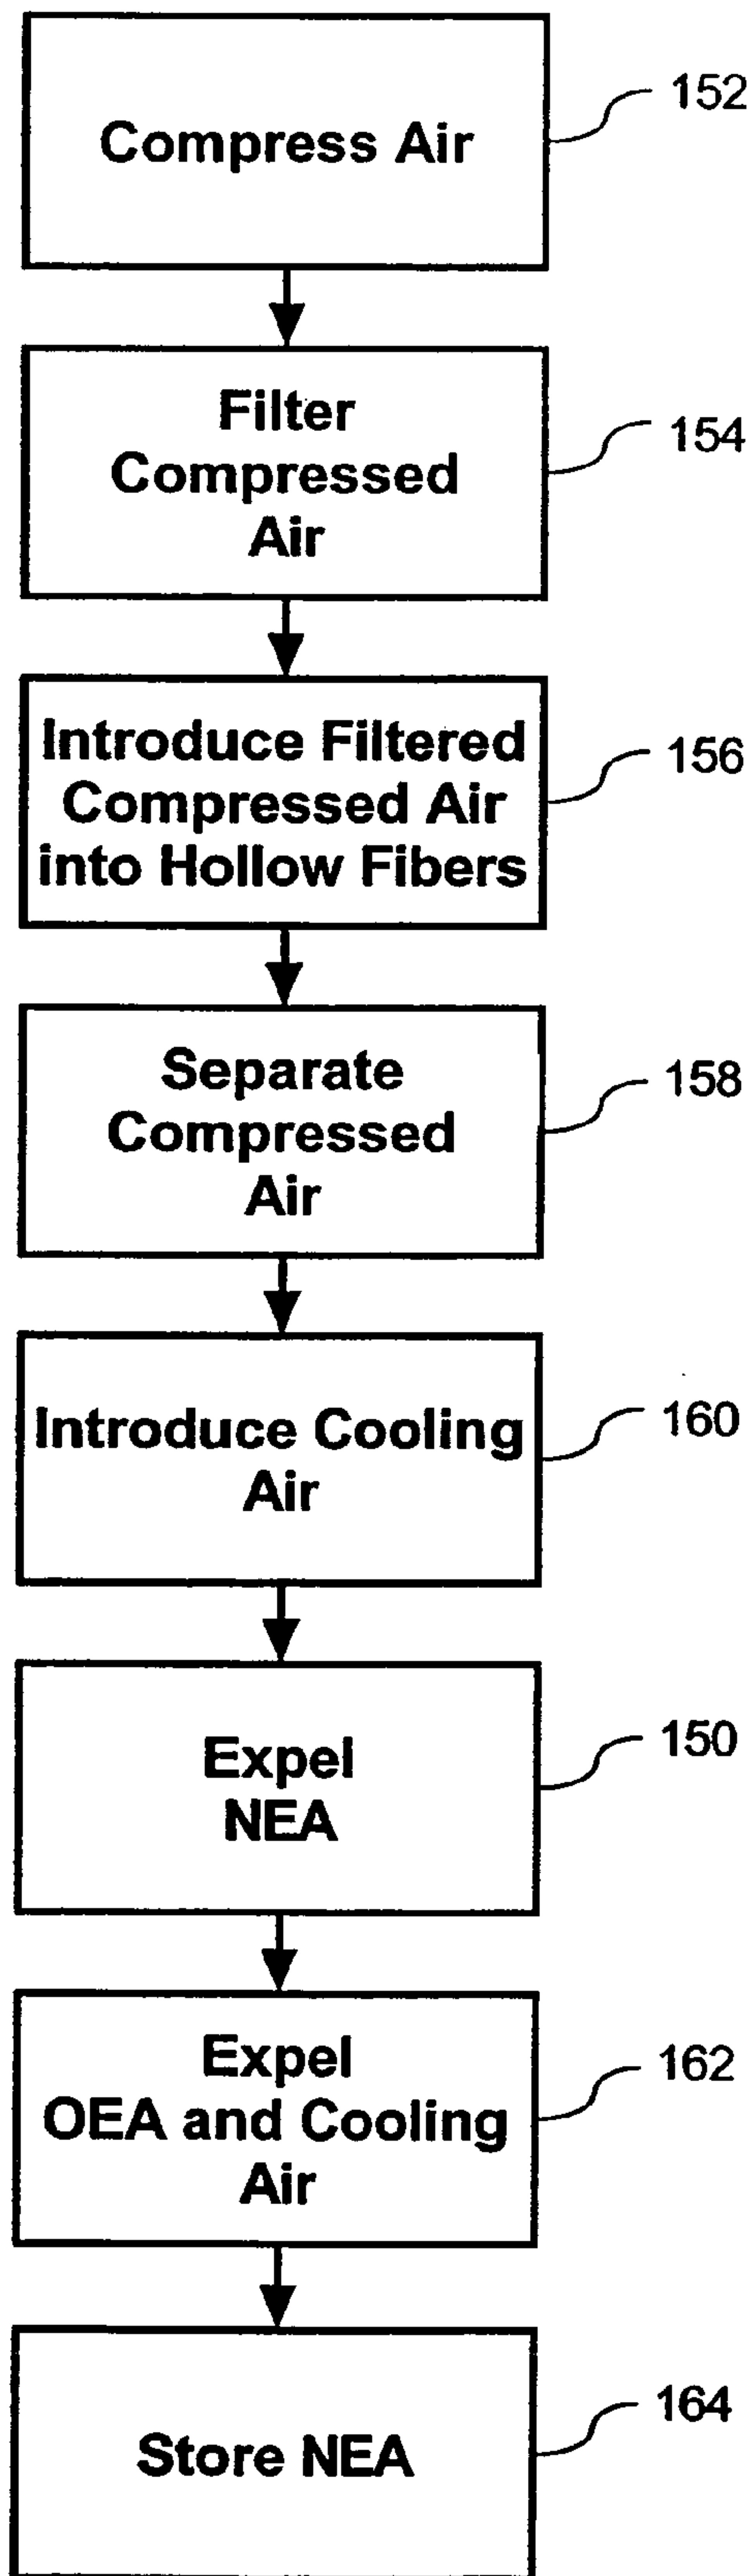 Compress Air
152
Filter
Compressed
Air
154
Introduce Filtered
Compressed Air
into Hollow Fibers
156
Separate
Compressed
Air
158
Introduce Cooling
Air
160
Expel
NEA
150
Expel
OEA and Cooling
Air
162
Store NEA
164